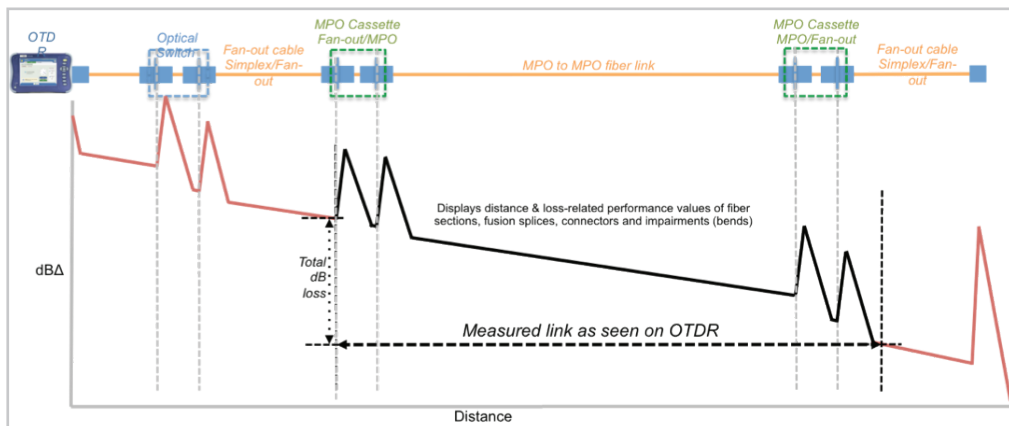 OTD
R
Optical
Switch
Fan-out cable
Simplex/Fan-
out
MPO Cassette
Fan-out/MPO
MPO to MPO fiber link
MPO Cassette
MPO/Fan-out
Fan-out cable
Simplex/Fan-
out
Displays distance & loss-related performance values of fiber
sections, fusion splices, connectors and impairments (bends)
dBΔ
Total
dB
loss
Measured link as seen on OTDR
Distance